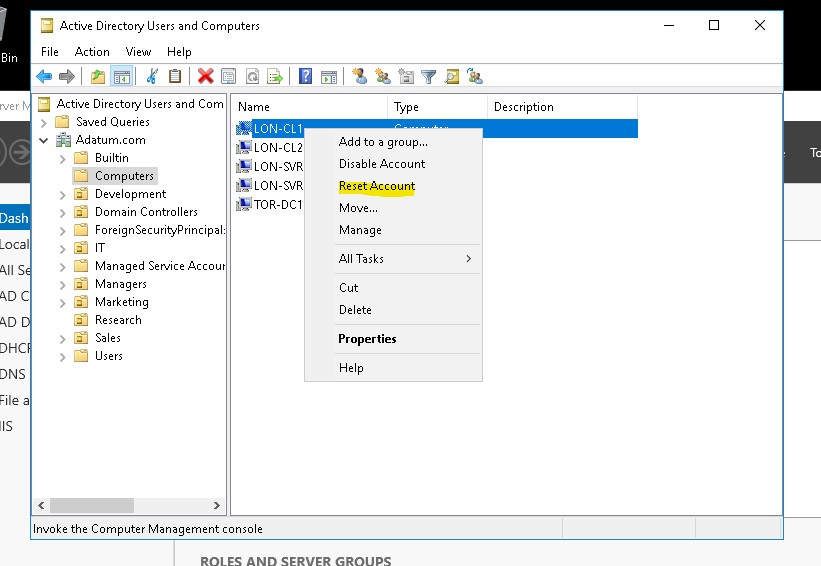 Active Directory Users and Computers
File Action View Help
Bin
Active Directory Users and Com
Saved Queries
Adatum.com
Builtin
Computers
Development
Domain Controllers
ForeignSecurityPrincipal:
IT
Managed Service Accour
Managers
Marketing
Research
Sales
Users
Name Type Description
LON-CL1 Computer
LON-CL2
LON-SVR
LON-SVR
TOR-DC1
Add to a group...
Disable Account
Reset Account
Move...
Manage
All Tasks
Cut
Delete
Properties
Help
Invoke the Computer Management console
rver M
To
Dash
Local
All Se
AD C
AD D
DHCP
DNS
File a
IIS
ROLES AND SERVER GROUPS